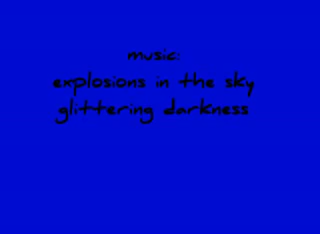 music:
explosions in the sky
glittering darkness